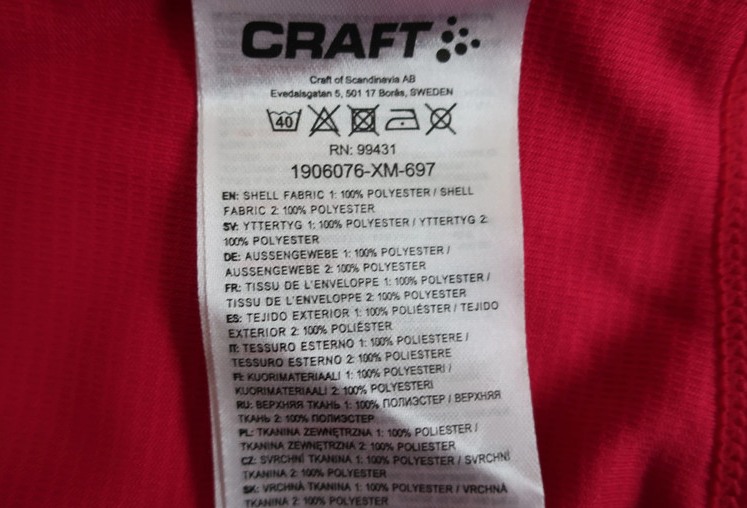 CRAFT
Craft of Scandinavia AB
Evedalsgatan 5, 501 17 Borås, SWEDEN
40
RN: 99431
1906076-XM-697
EN: SHELL FABRIC 1: 100% POLYESTER / SHELL
FABRIC 2: 100% POLYESTER
SV: YTTERTYG 1: 100% POLYESTER / YTTERTYG 2:
100% POLYESTER
DE: AUSSENGEWEBE 1: 100% POLYESTER /
AUSSENGEWEBE 2: 100% POLYESTER
FR: TISSU DE L'ENVELOPPE 1: 100% POLYESTER /
TISSU DE L'ENVELOPPE 2: 100% POLYESTER
ES: TEJIDO EXTERIOR 1: 100% POLIÉSTER / TEJIDO
EXTERIOR 2: 100% POLIÉSTER
IT: TESSURO ESTERNO 1: 100% POLIESTERE /
TESSURO ESTERNO 2: 100% POLIESTERE
FI: KUORIMATERIAALI 1: 100% POLYESTERI /
KUORIMATERIAALI 2: 100% POLYESTERI
RU: ВЕРХНЯЯ ТКАНЬ 1: 100% ПОЛИЭСТЕР / ВЕРХНЯЯ
ТКАНЬ 2: 100% ПОЛИЭСТЕР
PL: TKANINA ZEWNĘTRZNA 1: 100% POLIESTER /
TKANINA ZEWNĘTRZNA 2: 100% POLIESTER
CZ: SVRCHNÍ TKANINA 1: 100% POLYESTER / SVRCHNÍ
TKANINA 2: 100% POLYESTER
SK: VRCHNÁ TKANINA 1: 100% POLYESTER / VRCHNÁ
TKANINA 2: 100% POLYESTER